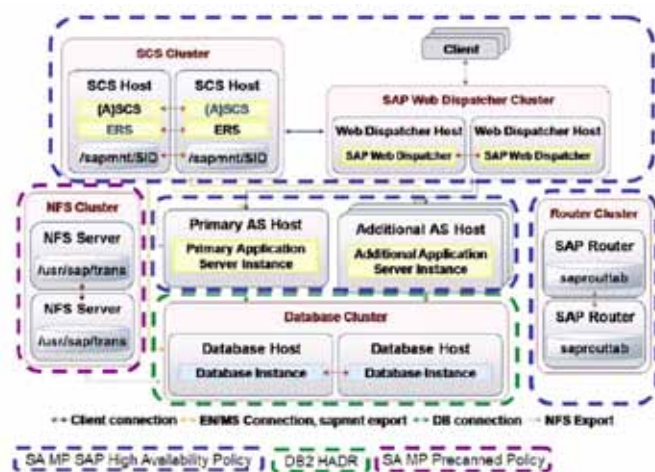 SCS Cluster
Client
SCS Host
SCS Host
(A)SCS
(A)SCS
ERS
ERS
/sapmnt/SID
/sapmnt/SID
SAP Web Dispatcher Cluster
Web Dispatcher Host
Web Dispatcher Host
SAP Web Dispatcher
SAP Web Dispatcher
NFS Cluster
NFS Server
/usr/sap/trans
NFS Server
/usr/sap/trans
Primary AS Host
Primary Application
Server Instance
Additional AS Host
Additional Application
Server Instance
Router Cluster
SAP Router
saprouttab
SAP Router
saprouttab
Database Cluster
Database Host
Database Host
Database Instance
Database Instance
Client connection
EN/MS Connection, sapmnt export
DB connection
NFS Export
SA MP SAP High Availability Policy
DB2 HADR
SA MP Precanned Policy